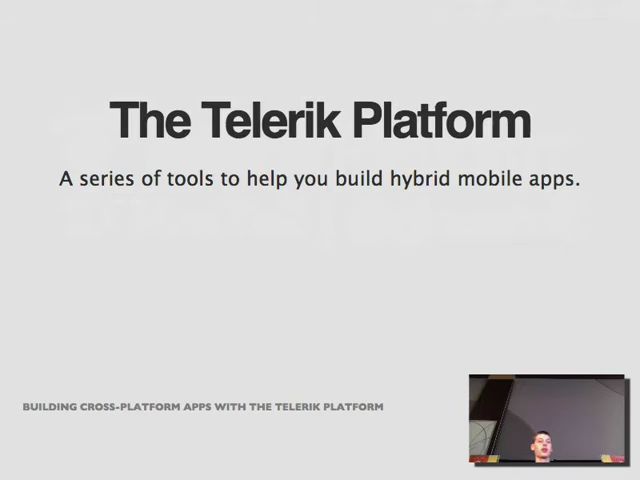 The Telerik Platform
A series of tools to help you build hybrid mobile apps.
BUILDING CROSS-PLATFORM APPS WITH THE TELERIK PLATFORM